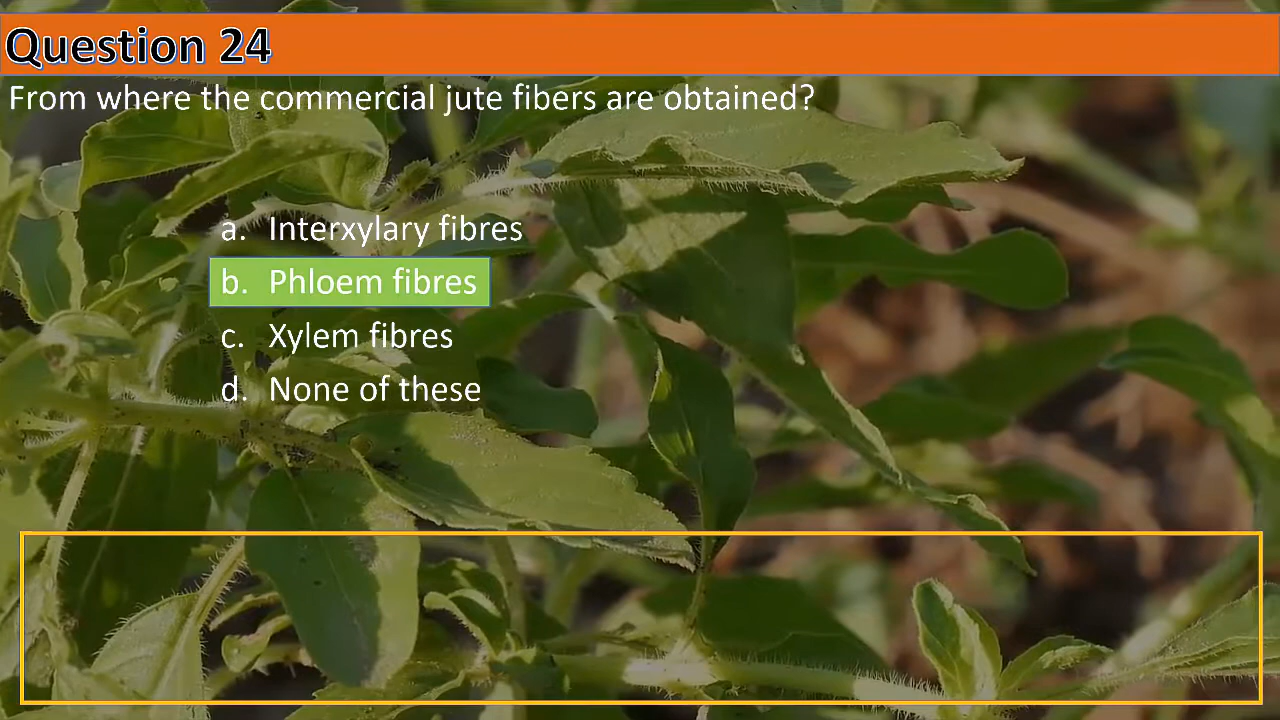 Question 24
From where the commercial jute fibers are obtained?
a. Interxylary fibres
b. Phloem fibres
c. Xylem fibres
d. None of these